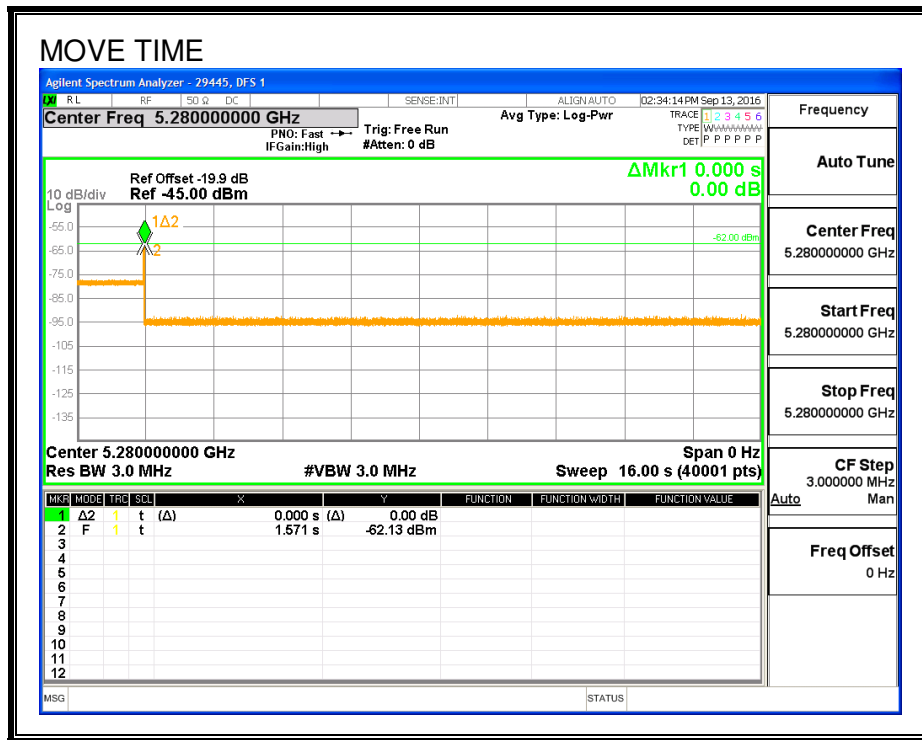 MOVE TIME
Agilent Spectrum Analyzer - 29445, DFS 1
LXI RL RF 50 Ω DC SENSE:INT ALIGN AUTO 02:34:14 PM Sep 13, 2016
Center Freq 5.280000000 GHz
PNO: Fast
IFGain:High
Trig: Free Run
#Atten: 0 dB
Avg Type: Log-Pwr
TRACE 1 2 3 4 5 6
TYPE WWWWWW
DET P P P P P P
ΔMkr1 0.000 s
0.00 dB
Ref Offset -19.9 dB
10 dB/div Ref -45.00 dBm
Log
-55.0
-65.0
-75.0
-85.0
-95.0
-105
-115
-125
-135
1Δ2
2
-62.00 dBm
Center 5.280000000 GHz Span 0 Hz
Res BW 3.0 MHz #VBW 3.0 MHz Sweep 16.00 s (40001 pts)
MKR MODE TRC SCL X Y FUNCTION FUNCTION WIDTH FUNCTION VALUE
1 Δ2 1 t (Δ) 0.000 s (Δ) 0.00 dB
2 F 1 t 1.571 s -62.13 dBm
3
4
5
6
7
8
9
10
11
12
MSG STATUS
Frequency
Auto Tune
Center Freq
5.280000000 GHz
Start Freq
5.280000000 GHz
Stop Freq
5.280000000 GHz
CF Step
3.000000 MHz
Auto Man
Freq Offset
0 Hz